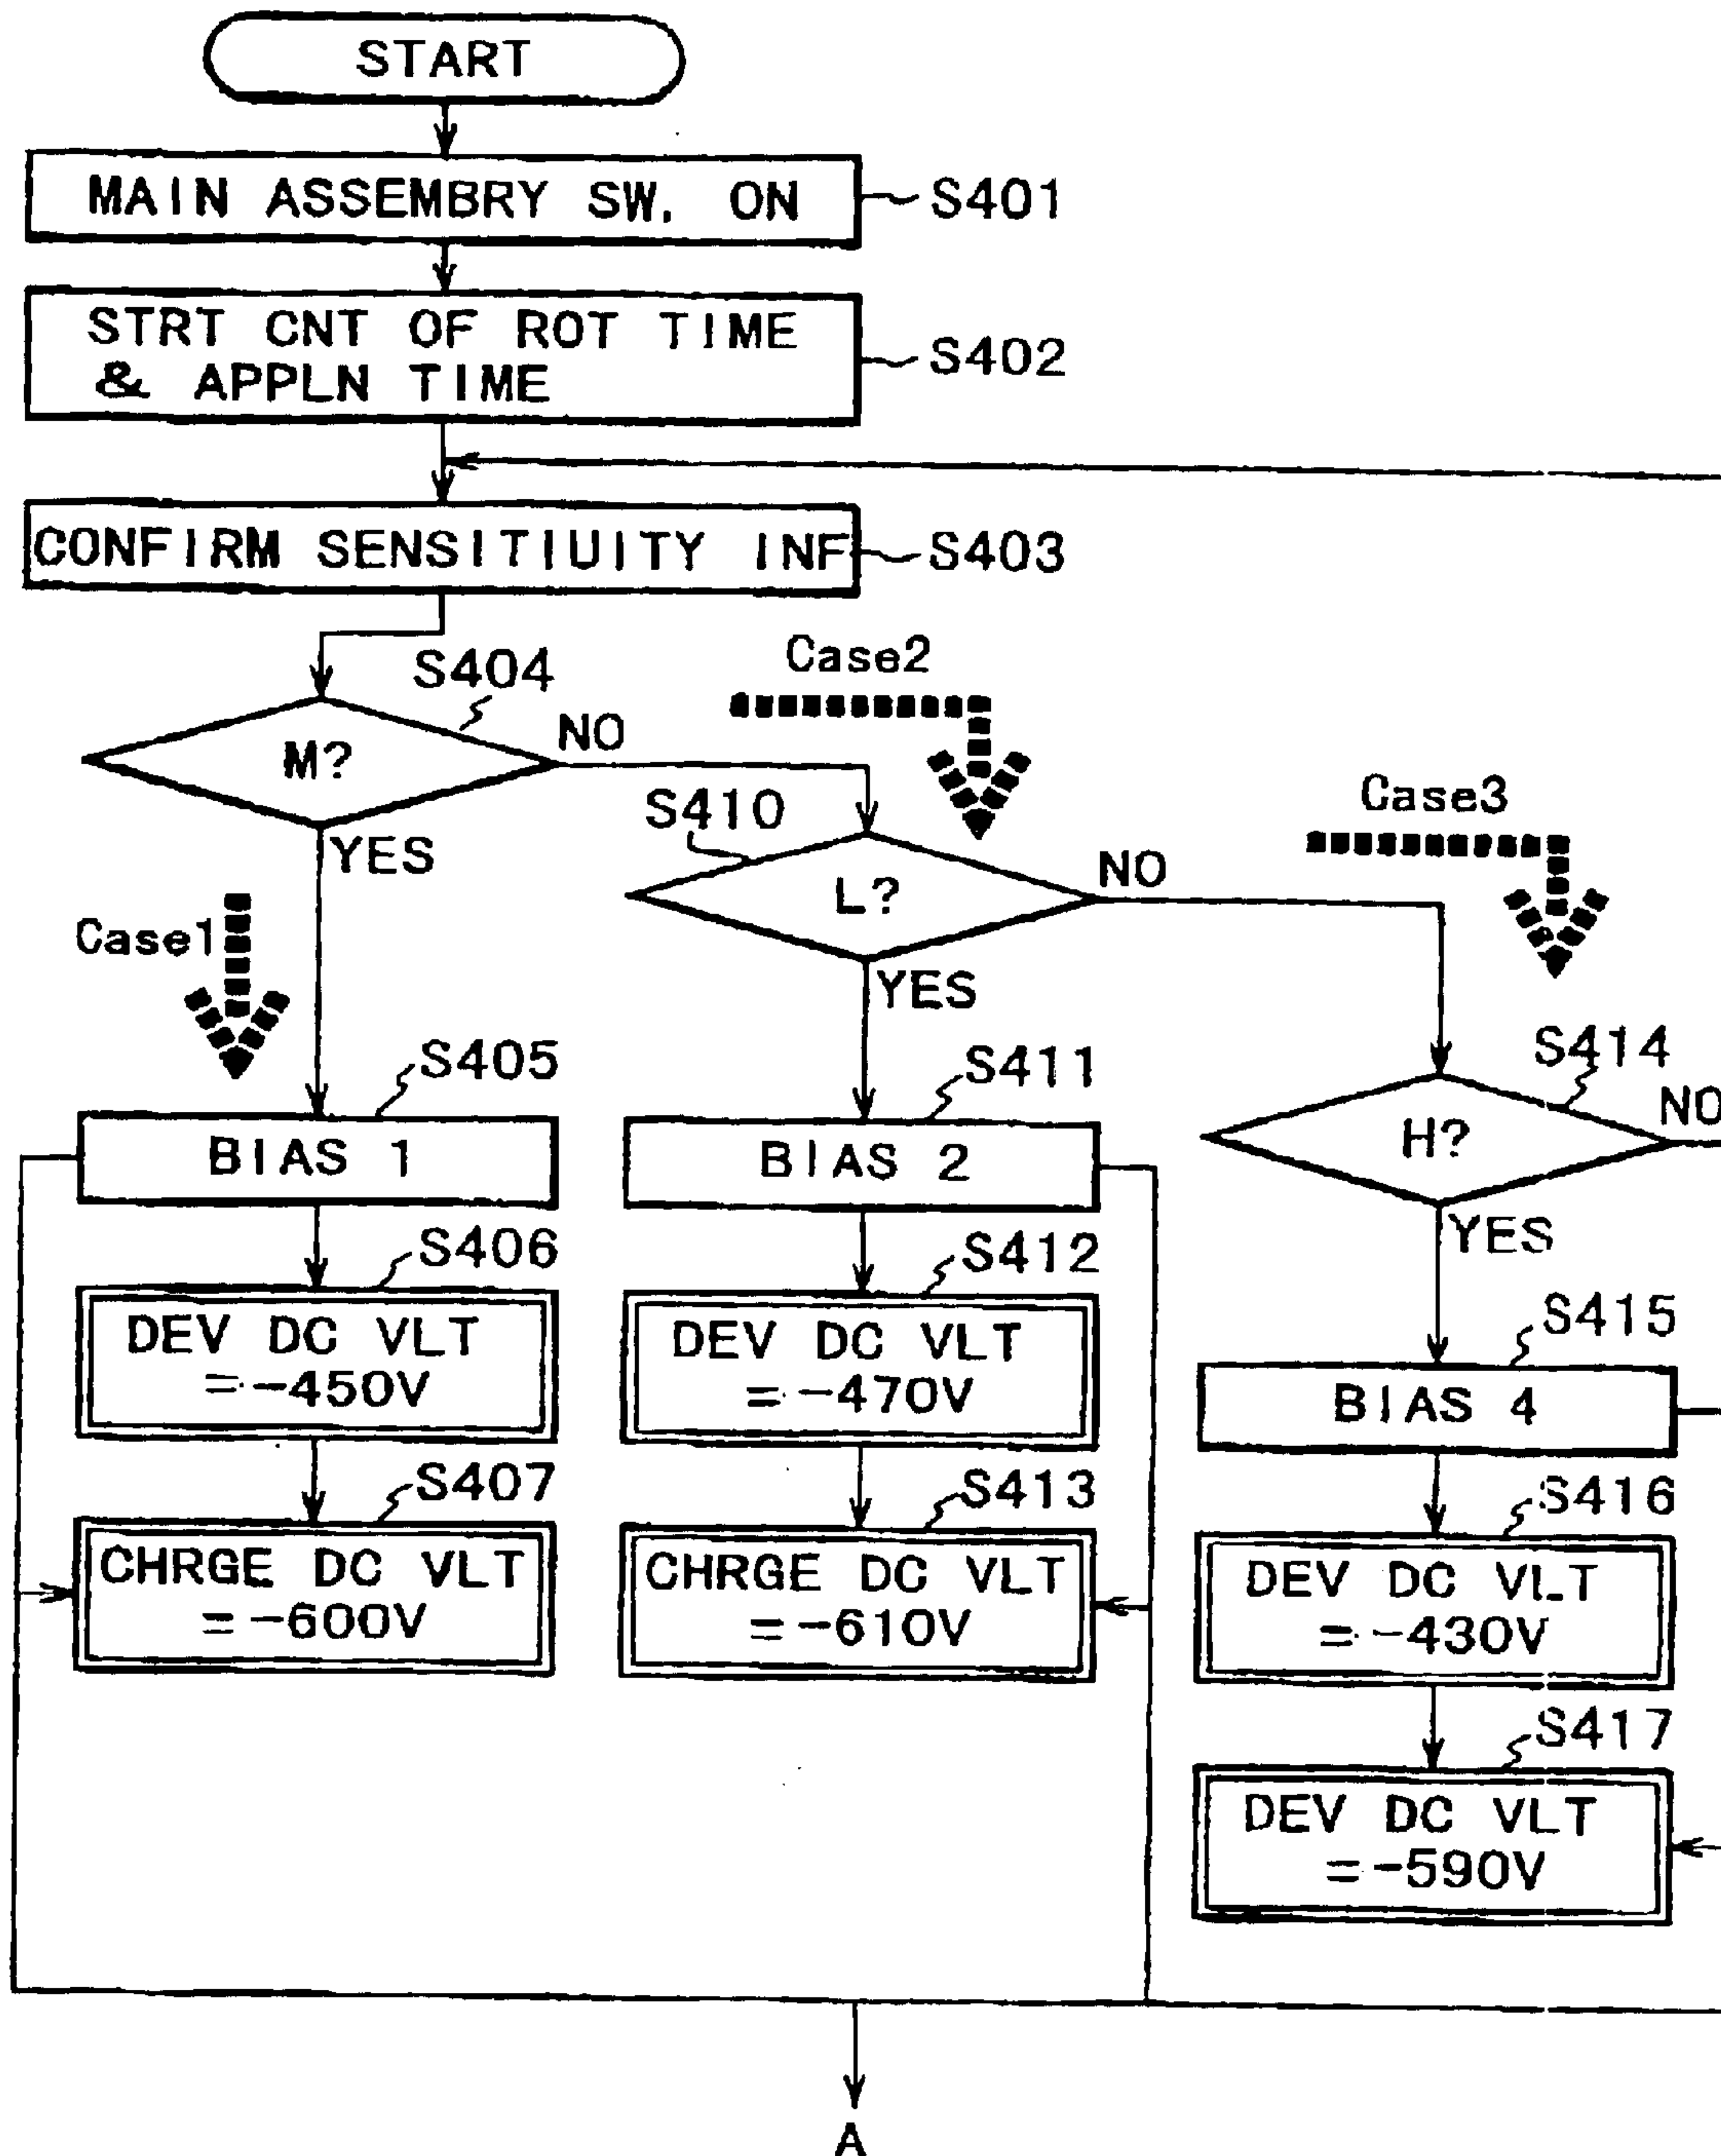 START
MAIN ASSEMBRY SW. ON
S401
STRT CNT OF ROT TIME
& APPLN TIME
S402
CONFIRM SENSITIUITY INF
S403
S404
M?
NO
YES
Case1
Case2
S410
L?
NO
YES
Case3
S414
H?
NO
YES
S405
BIAS 1
S406
DEV DC VLT
=-450V
S407
CHRGE DC VLT
=-600V
S411
BIAS 2
S412
DEV DC VLT
=-470V
S413
CHRGE DC VLT
=-610V
S415
BIAS 4
S416
DEV DC VLT
=-430V
S417
DEV DC VLT
=-590V
A